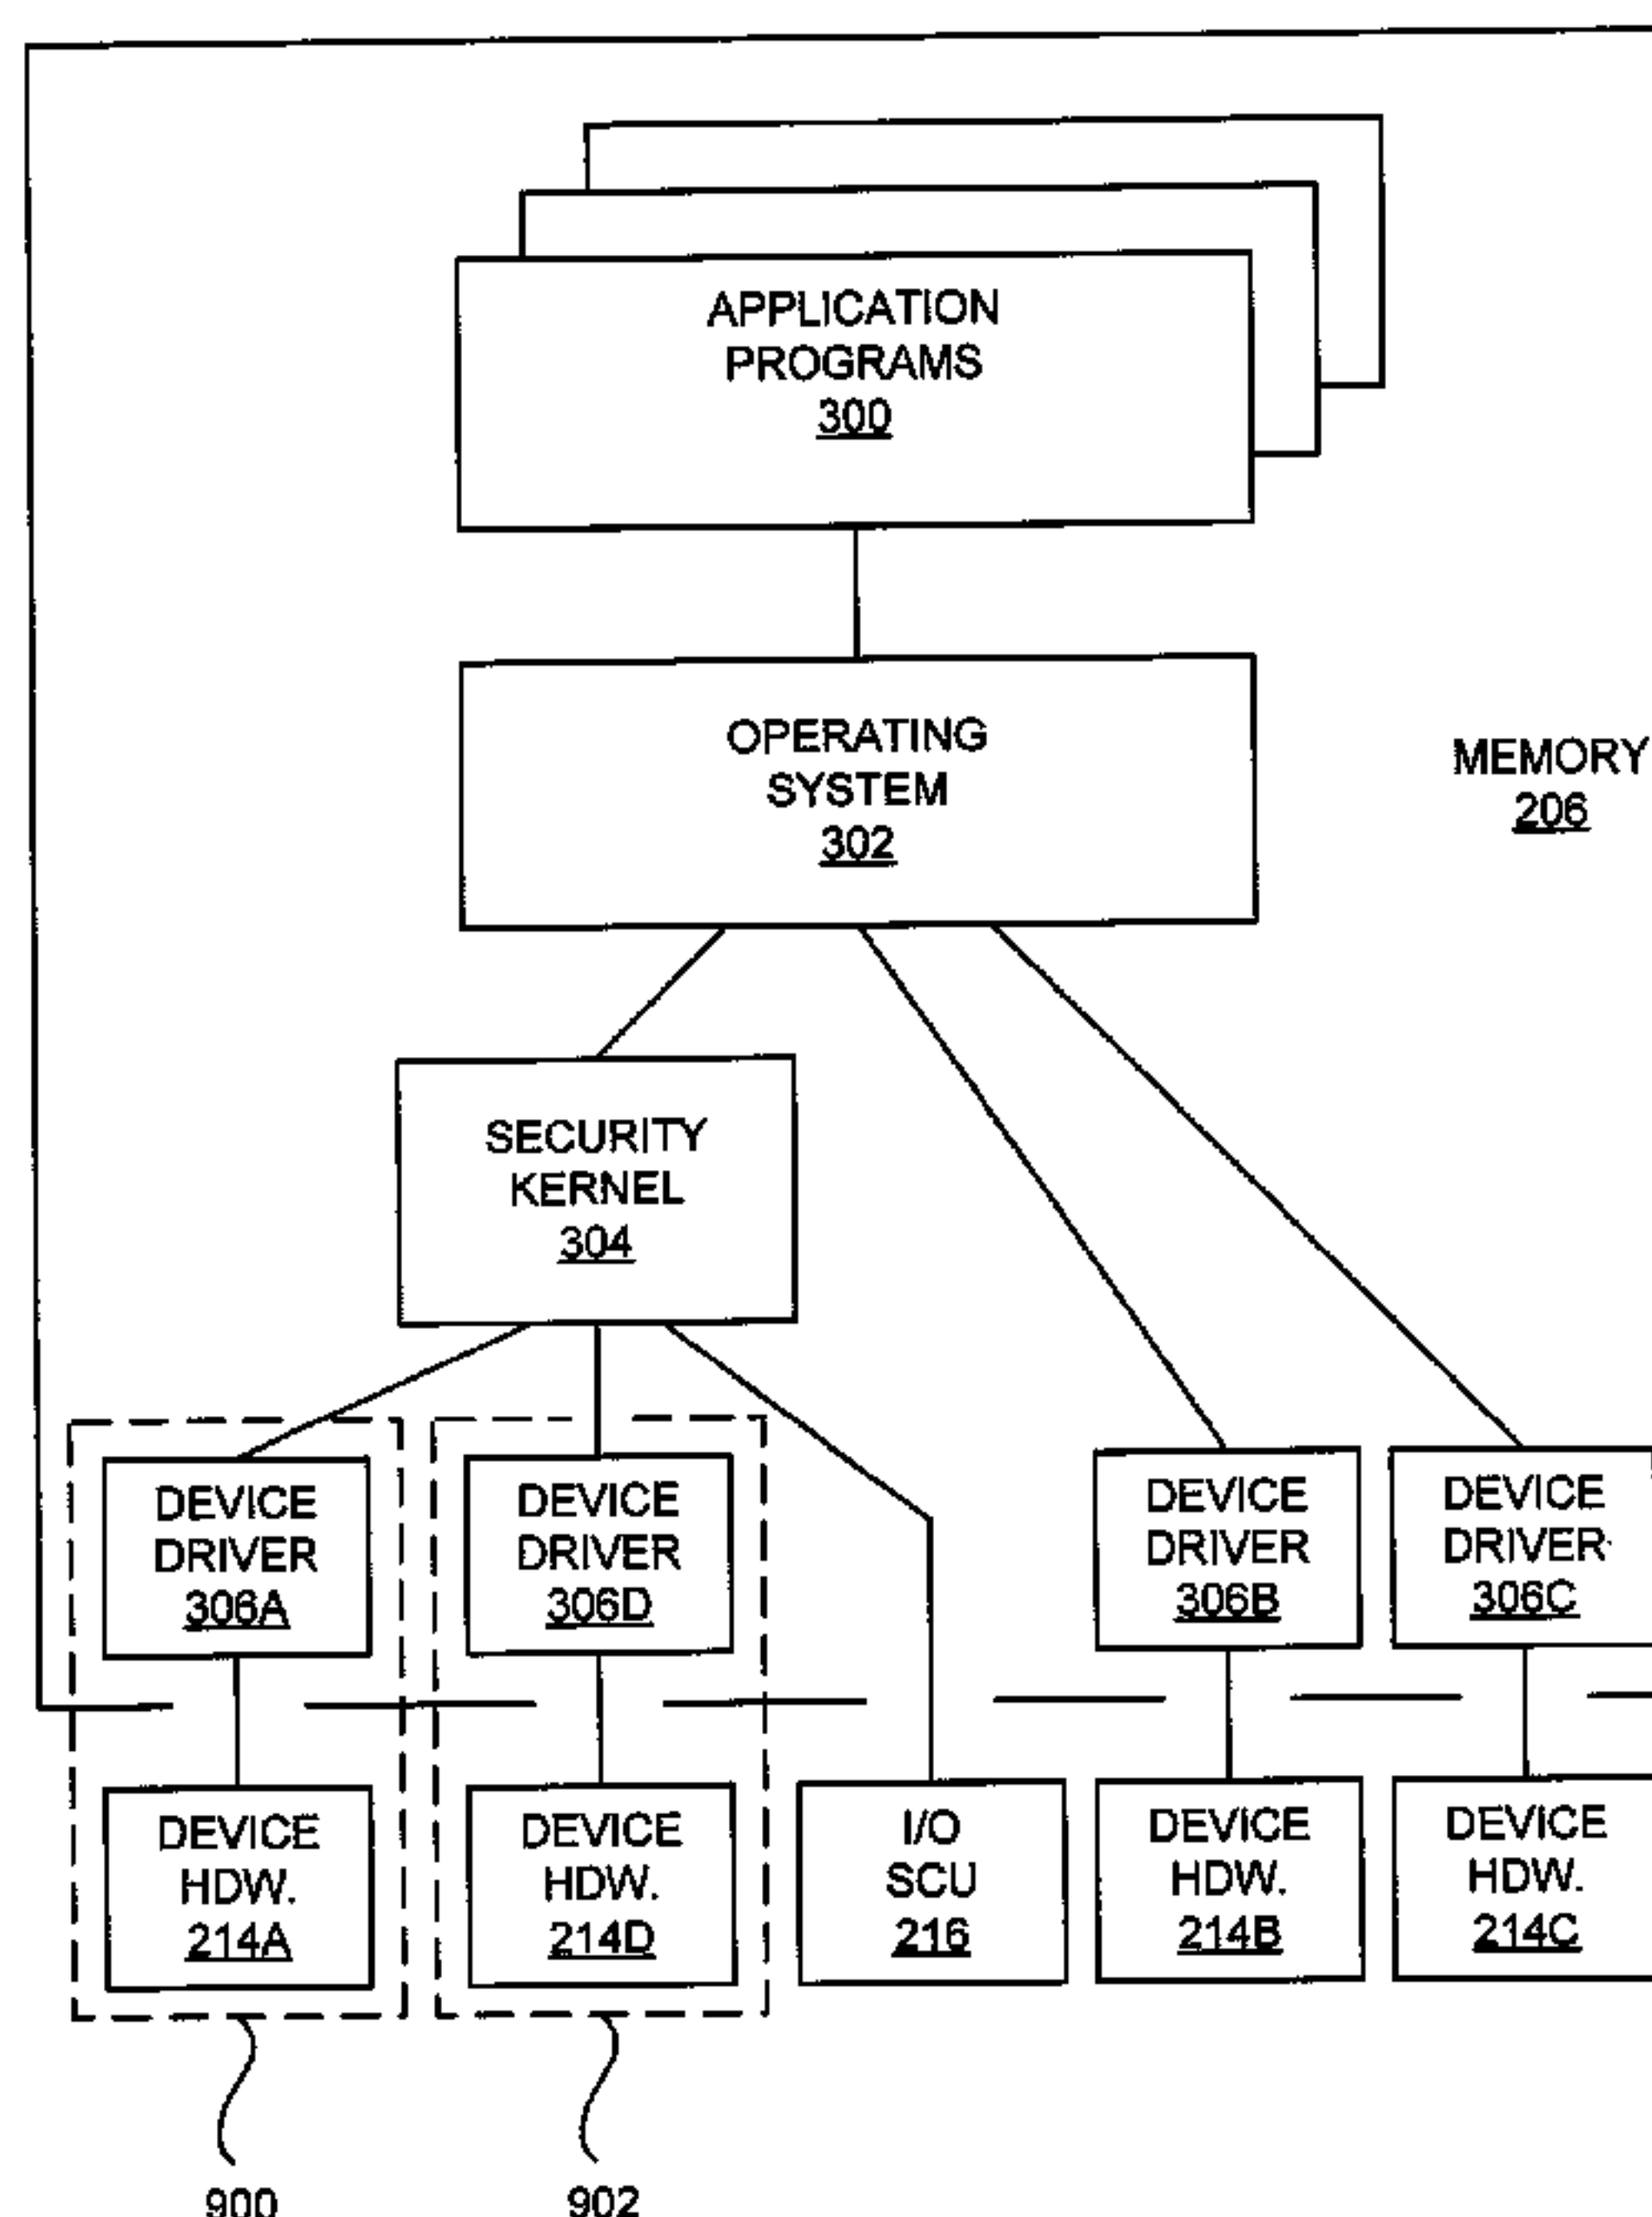 APPLICATION
PROGRAMS
300
OPERATING
SYSTEM
302
MEMORY
206
SECURITY
KERNEL
304
DEVICE
DRIVER
306A
DEVICE
DRIVER
306D
DEVICE
DRIVER
306B
DEVICE
DRIVER
306C
DEVICE
HDW.
214A
DEVICE
HDW.
214D
I/O
SCU
216
DEVICE
HDW.
214B
DEVICE
HDW.
214C
900
902